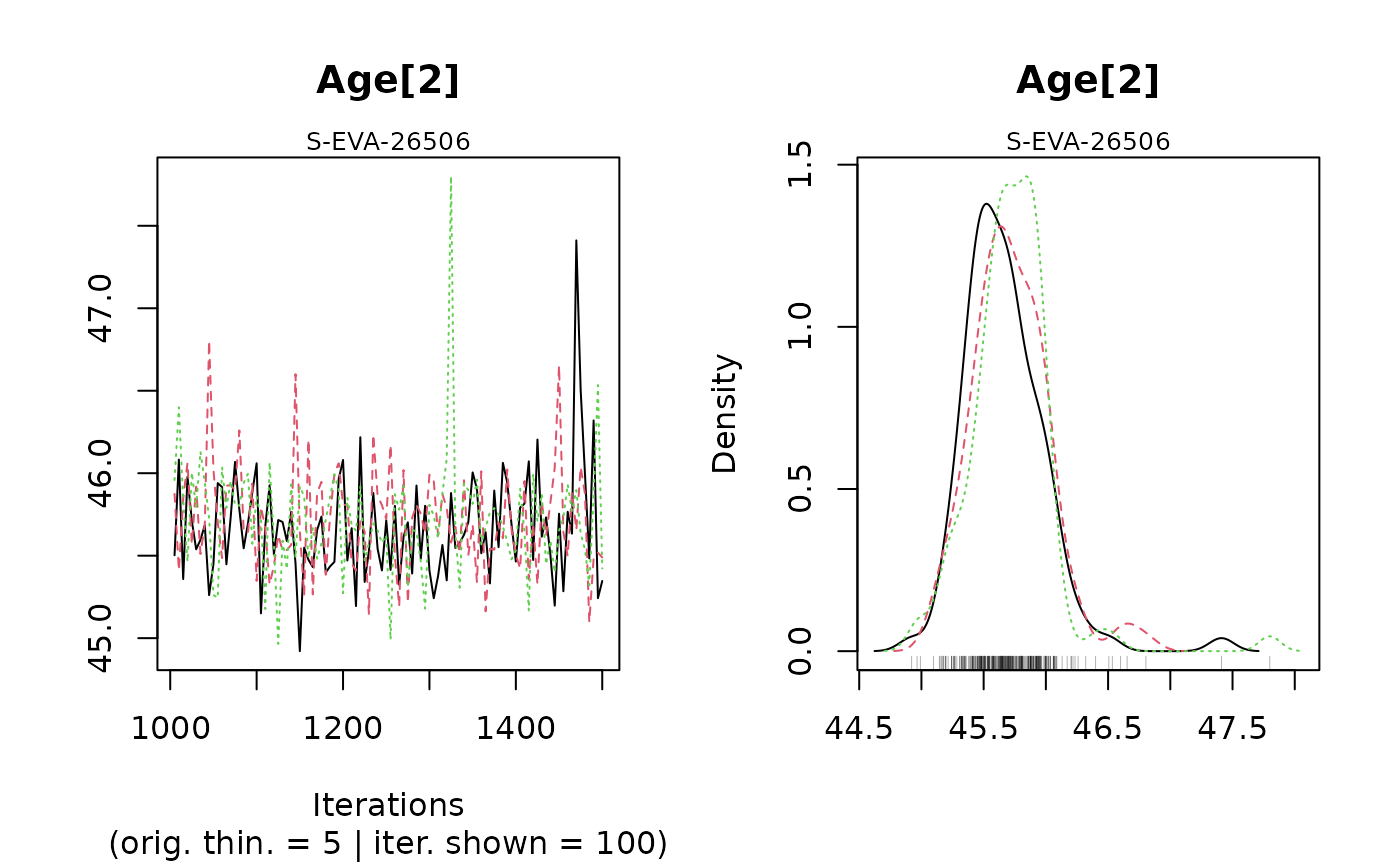 Age[2]
S-EVA-26506
47.0
46.0
45.0
1000 1200 1400
Iterations
(orig. thin. = 5 | iter. shown = 100)
Age[2]
S-EVA-26506
Density
1.5
1.0
0.5
0.0
44.5 45.5 46.5 47.5